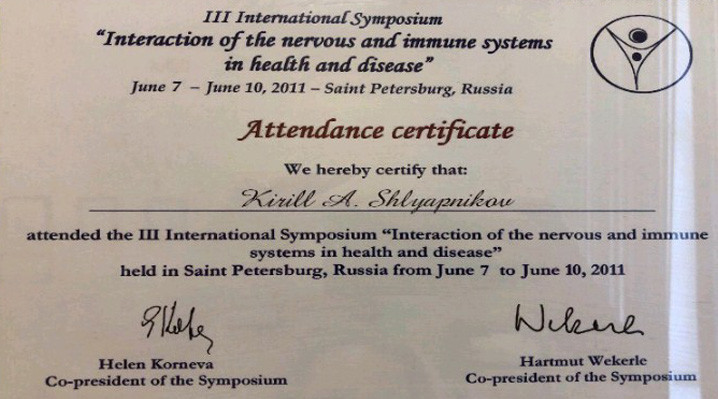 III International Symposium
“Interaction of the nervous and immune systems
in health and disease”
June 7 – June 10, 2011 – Saint Petersburg, Russia
Attendance certificate
We hereby certify that:
Kirill A. Shlyapnikov
attended the III International Symposium “Interaction of the nervous and immune
systems in health and disease”
held in Saint Petersburg, Russia from June 7 to June 10, 2011
Wekerle
Helen Korneva
Co-president of the Symposium
Hartmut Wekerle
Co-president of the Symposium